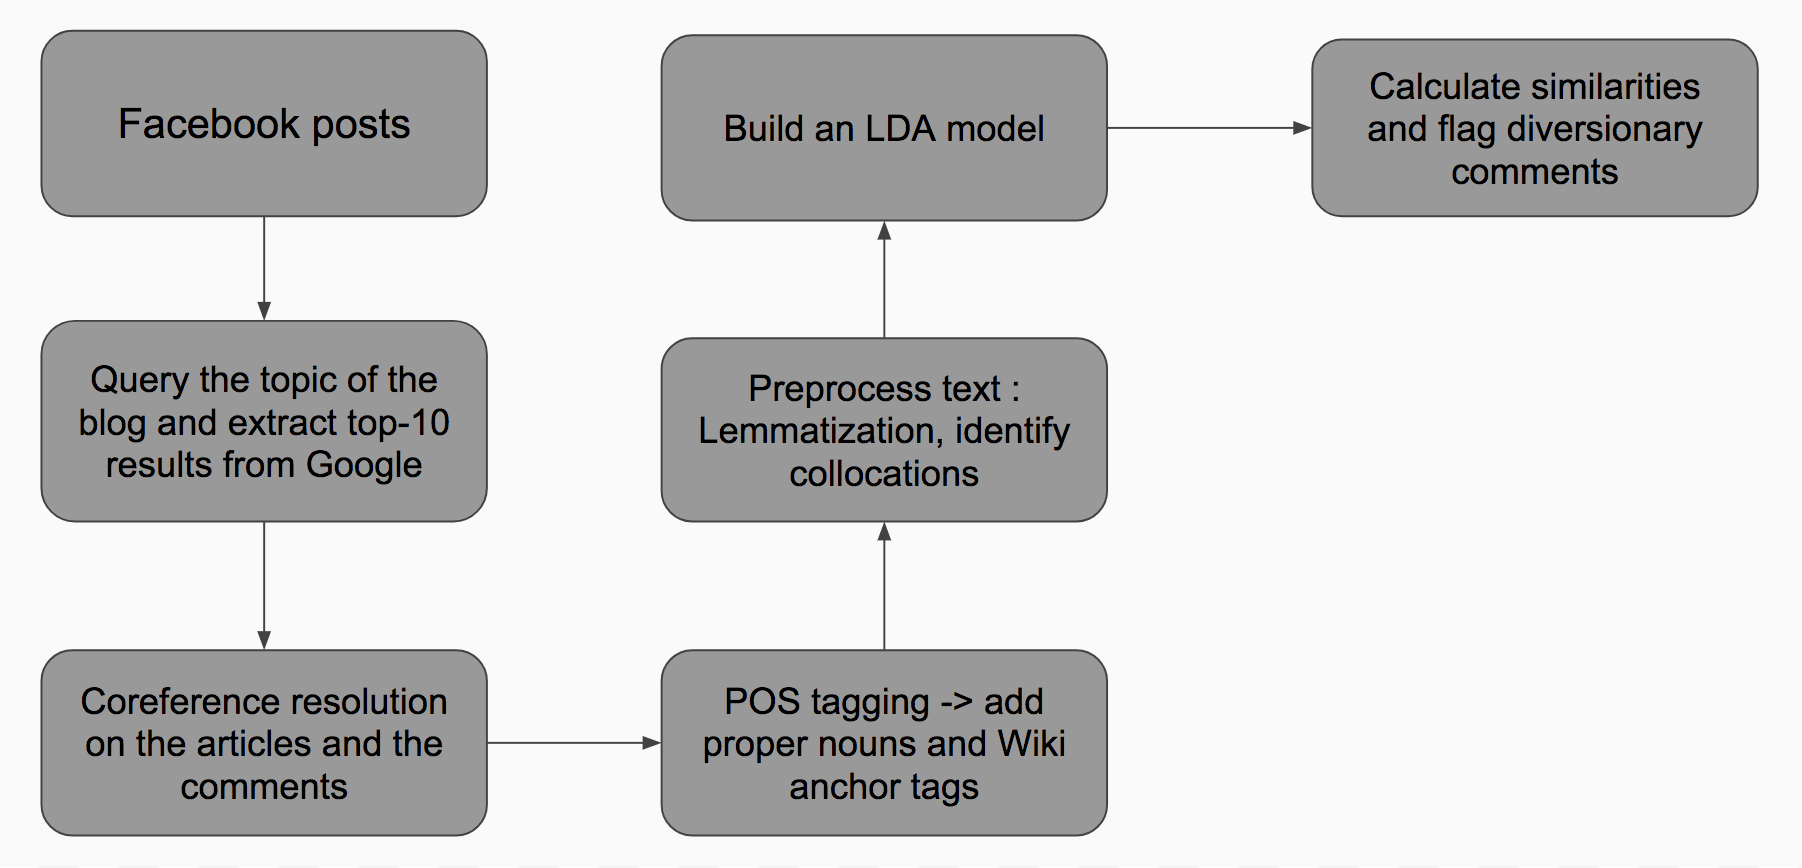 Facebook posts
Query the topic of the
blog and extract top-10
results from Google
Coreference resolution
on the articles and the
comments
POS tagging -> add
proper nouns and Wiki
anchor tags
Preprocess text :
Lemmatization, identify
collocations
Build an LDA model
Calculate similarities
and flag diversionary
comments